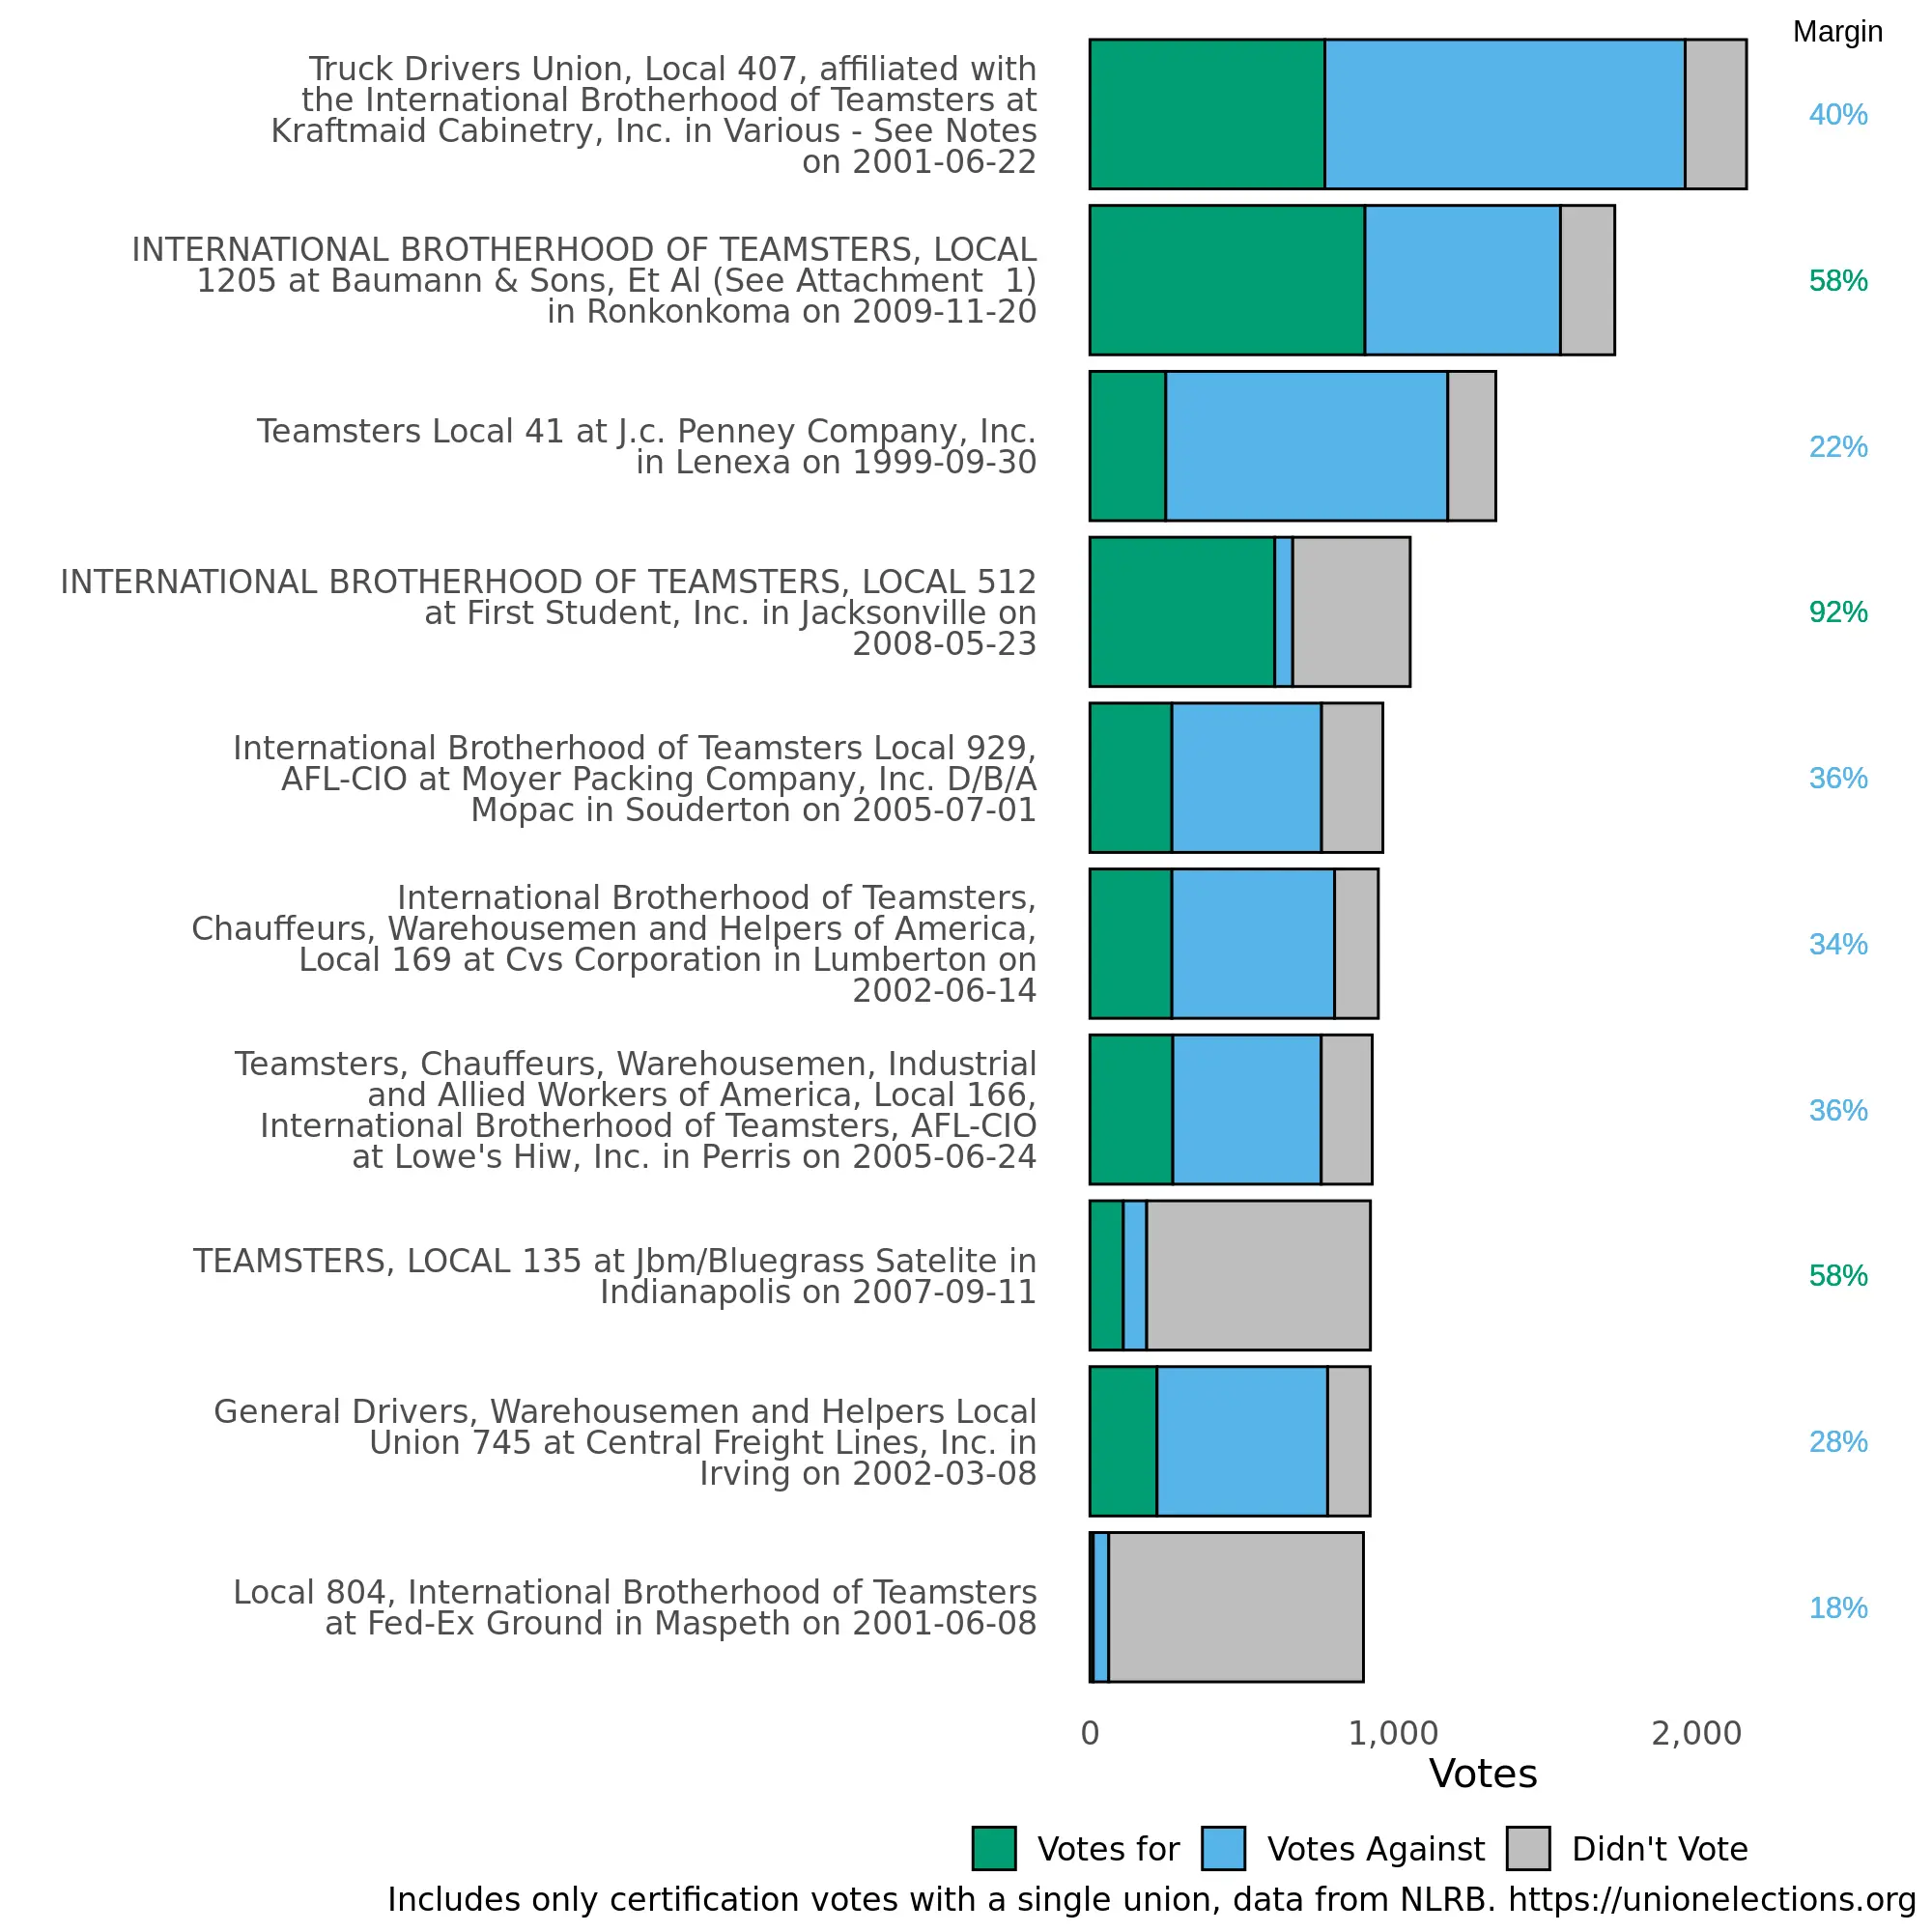 Margin
Truck Drivers Union, Local 407, affiliated with
the International Brotherhood of Teamsters at
Kraftmaid Cabinetry, Inc. in Various - See Notes
on 2001-06-22
40%
INTERNATIONAL BROTHERHOOD OF TEAMSTERS, LOCAL
1205 at Baumann & Sons, Et Al (See Attachment  1)
in Ronkonkoma on 2009-11-20
58%
Teamsters Local 41 at J.c. Penney Company, Inc.
in Lenexa on 1999-09-30
22%
INTERNATIONAL BROTHERHOOD OF TEAMSTERS, LOCAL 512
at First Student, Inc. in Jacksonville on
2008-05-23
92%
International Brotherhood of Teamsters Local 929,
AFL-CIO at Moyer Packing Company, Inc. D/B/A
Mopac in Souderton on 2005-07-01
36%
International Brotherhood of Teamsters,
Chauffeurs, Warehousemen and Helpers of America,
Local 169 at Cvs Corporation in Lumberton on
2002-06-14
34%
Teamsters, Chauffeurs, Warehousemen, Industrial
and Allied Workers of America, Local 166,
International Brotherhood of Teamsters, AFL-CIO
at Lowe's Hiw, Inc. in Perris on 2005-06-24
36%
TEAMSTERS, LOCAL 135 at Jbm/Bluegrass Satelite in
Indianapolis on 2007-09-11
58%
General Drivers, Warehousemen and Helpers Local
Union 745 at Central Freight Lines, Inc. in
Irving on 2002-03-08
28%
Local 804, International Brotherhood of Teamsters
at Fed-Ex Ground in Maspeth on 2001-06-08
18%
0 1,000 2,000
Votes
Votes for Votes Against Didn't Vote
Includes only certification votes with a single union, data from NLRB. https://unionelections.org